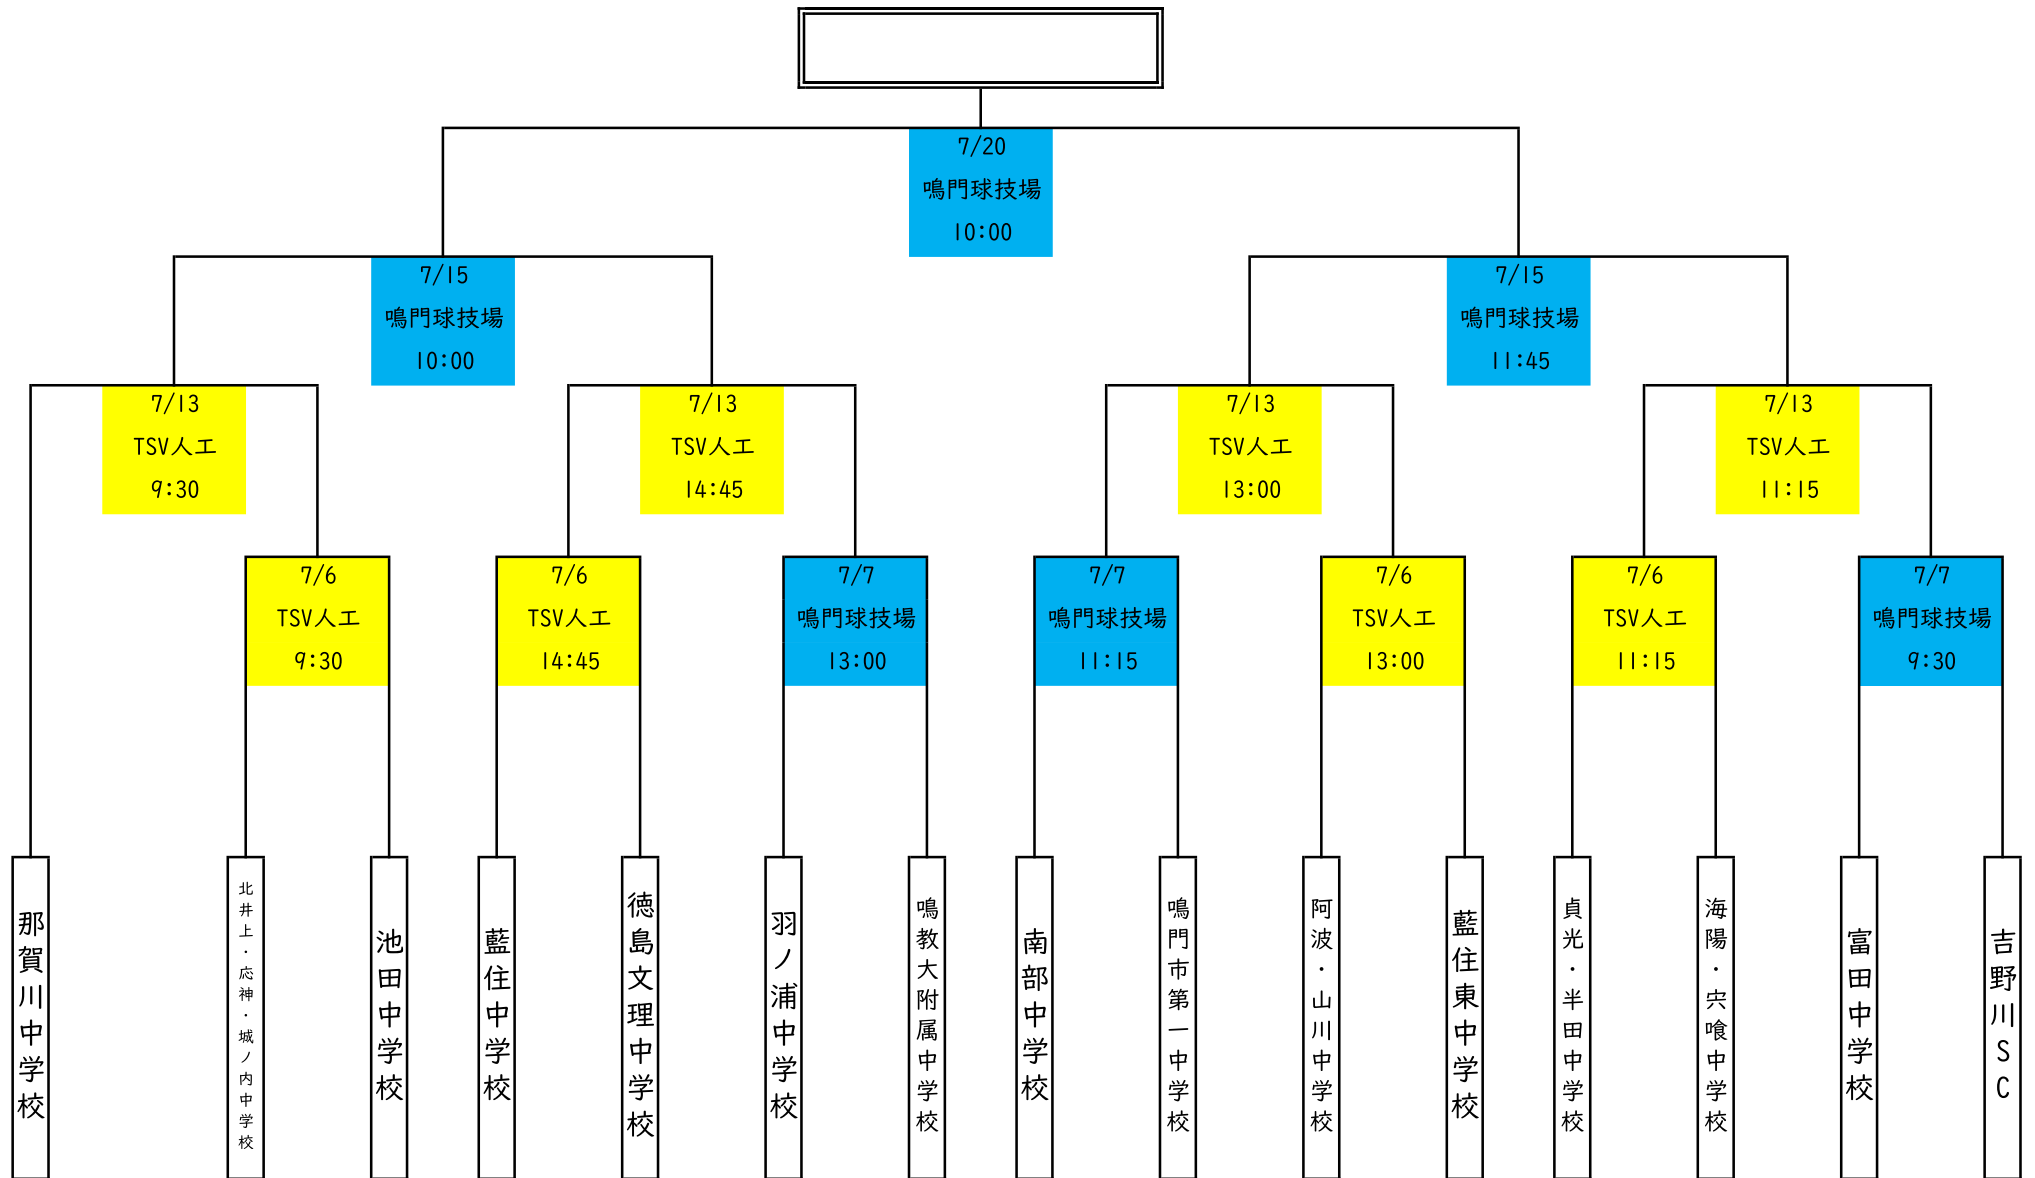 7/20
鳴門球技場
10:00
7/15
鳴門球技場
10:00
7/15
鳴門球技場
11:45
7/13
TSV人工
9:30
7/13
TSV人工
14:45
7/13
TSV人工
13:00
7/13
TSV人工
11:15
7/6
TSV人工
9:30
7/6
TSV人工
14:45
7/7
鳴門球技場
13:00
7/7
鳴門球技場
11:15
7/6
TSV人工
13:00
7/6
TSV人工
11:15
7/7
鳴門球技場
9:30
那賀川中学校
北井上・応神・城ノ内中学校
池田中学校
藍住中学校
徳島文理中学校
羽ノ浦中学校
鳴教大附属中学校
南部中学校
鳴門市第一中学校
阿波・山川中学校
藍住東中学校
貞光・半田中学校
海陽・宍喰中学校
富田中学校
吉野川SC